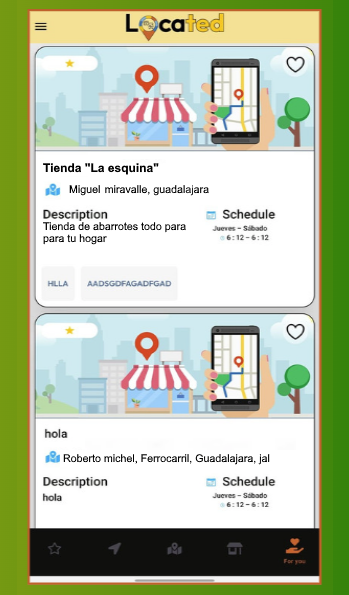 Located
Tienda "La esquina"
Miguel miravalle, guadalajara
Description
Tienda de abarrotes todo para
para tu hogar
Schedule
Jueves – Sábado
6 : 12 – 6 : 12
HLLA
AADSGDFAGADFGAD
hola
Roberto michel, Ferrocarril, Guadalajara, jal
Description
hola
Schedule
Jueves – Sábado
6 : 12 – 6 : 12
For you